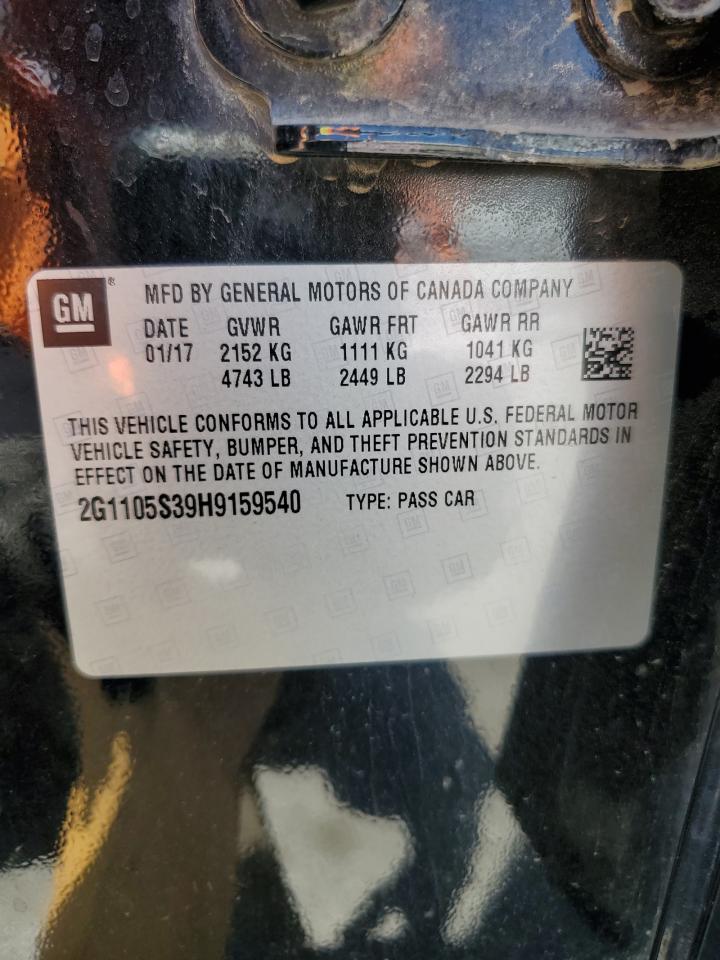 GM®
MFD BY GENERAL MOTORS OF CANADA COMPANY
DATE GVWR GAWR FRT GAWR RR
01/17 2152 KG 1111 KG 1041 KG
4743 LB 2449 LB 2294 LB
THIS VEHICLE CONFORMS TO ALL APPLICABLE U.S. FEDERAL MOTOR
VEHICLE SAFETY, BUMPER, AND THEFT PREVENTION STANDARDS IN
EFFECT ON THE DATE OF MANUFACTURE SHOWN ABOVE.
2G1105S39H9159540 TYPE: PASS CAR